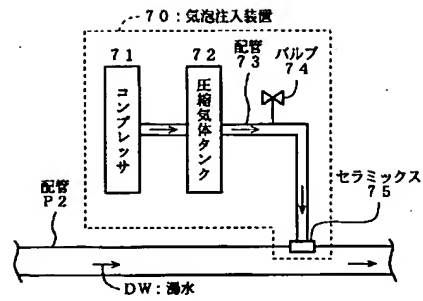 ７０：気泡注入装置
７１
７２
配管
７３
バルブ
７４
コンプレッサ
圧縮気体タンク
セラミックス
７５
配管
Ｐ２
ＤＷ：湯水